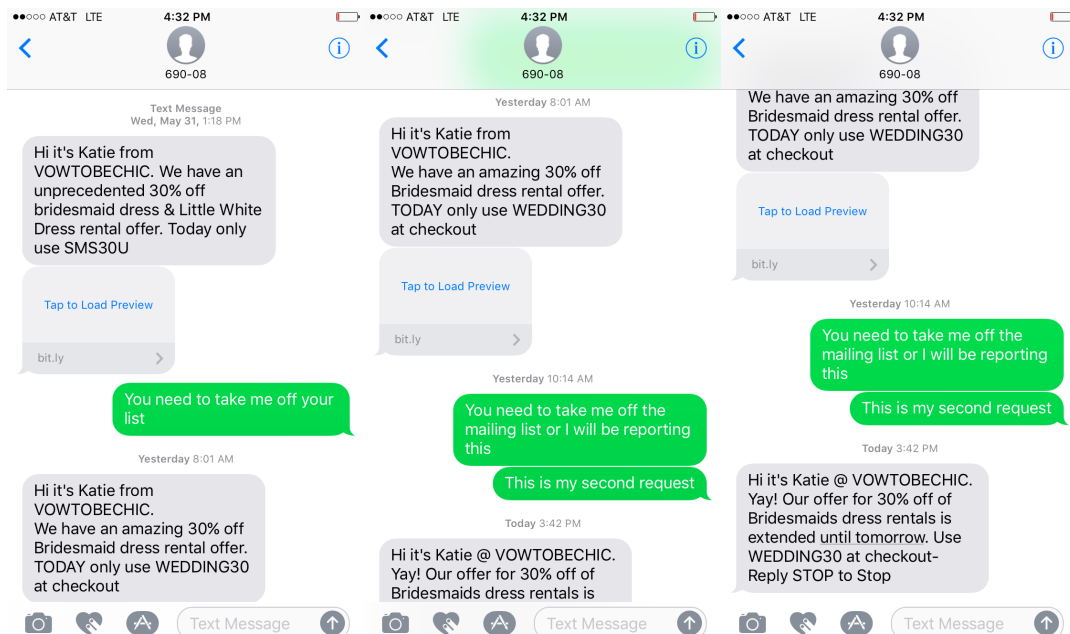 AT&T LTE
4:32 PM
690-08
Text Message
Wed, May 31, 1:18 PM
Hi it's Katie from
VOWTOBECHIC. We have an
unprecedented 30% off
bridesmaid dress & Little White
Dress rental offer. Today only
use SMS30U
Tap to Load Preview
bit.ly
You need to take me off your
list
Yesterday 8:01 AM
Hi it's Katie from
VOWTOBECHIC.
We have an amazing 30% off
Bridesmaid dress rental offer.
TODAY only use WEDDING30
at checkout
Text Message
AT&T LTE
4:32 PM
690-08
Yesterday 8:01 AM
Hi it's Katie from
VOWTOBECHIC.
We have an amazing 30% off
Bridesmaid dress rental offer.
TODAY only use WEDDING30
at checkout
Tap to Load Preview
bit.ly
Yesterday 10:14 AM
You need to take me off the
mailing list or I will be reporting
this
This is my second request
Today 3:42 PM
Hi it's Katie @ VOWTOBECHIC.
Yay! Our offer for 30% off of
Bridesmaids dress rentals is
Text Message
AT&T LTE
4:32 PM
690-08
We have an amazing 30% off
Bridesmaid dress rental offer.
TODAY only use WEDDING30
at checkout
Tap to Load Preview
bit.ly
Yesterday 10:14 AM
You need to take me off the
mailing list or I will be reporting
this
This is my second request
Today 3:42 PM
Hi it's Katie @ VOWTOBECHIC.
Yay! Our offer for 30% off of
Bridesmaids dress rentals is
extended until tomorrow. Use
WEDDING30 at checkout-
Reply STOP to Stop
Text Message